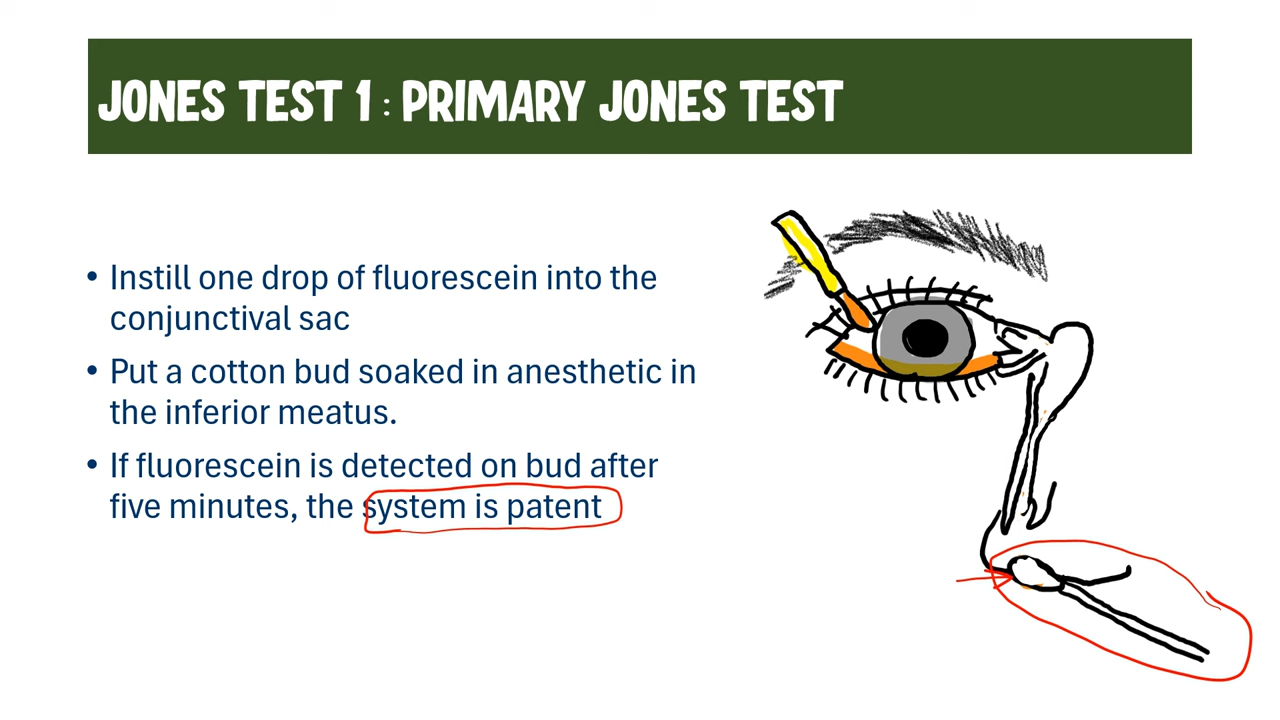 JONES TEST 1 : PRIMARY JONES TEST
• Instill one drop of fluorescein into the
conjunctival sac
• Put a cotton bud soaked in anesthetic in
the inferior meatus.
• If fluorescein is detected on bud after
five minutes, the system is patent